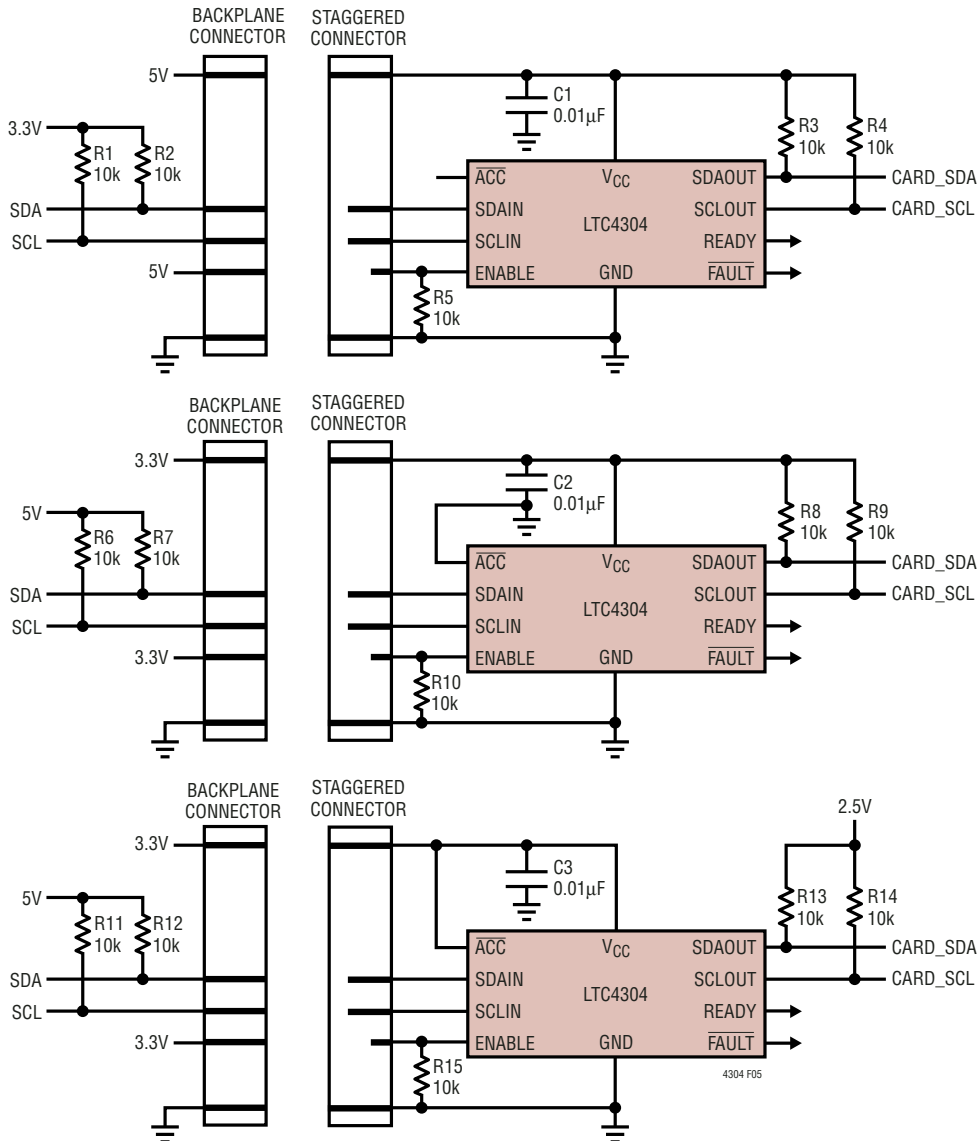 BACKPLANE
CONNECTOR
STAGGERED
CONNECTOR
5V
3.3V
R1
10k
R2
10k
SDA
SCL
5V
C1
0.01µF
R3
10k
R4
10k
ACC
VCC
SDAOUT
CARD_SDA
SDAIN
LTC4304
SCLOUT
CARD_SCL
SCLIN
READY
ENABLE
GND
FAULT
R5
10k
BACKPLANE
CONNECTOR
STAGGERED
CONNECTOR
3.3V
5V
R6
10k
R7
10k
SDA
SCL
3.3V
C2
0.01µF
R8
10k
R9
10k
ACC
VCC
SDAOUT
CARD_SDA
SDAIN
LTC4304
SCLOUT
CARD_SCL
SCLIN
READY
ENABLE
GND
FAULT
R10
10k
BACKPLANE
CONNECTOR
STAGGERED
CONNECTOR
3.3V
5V
R11
10k
R12
10k
SDA
SCL
3.3V
C3
0.01µF
2.5V
R13
10k
R14
10k
ACC
VCC
SDAOUT
CARD_SDA
SDAIN
LTC4304
SCLOUT
CARD_SCL
SCLIN
READY
ENABLE
GND
FAULT
R15
10k
4304 F05